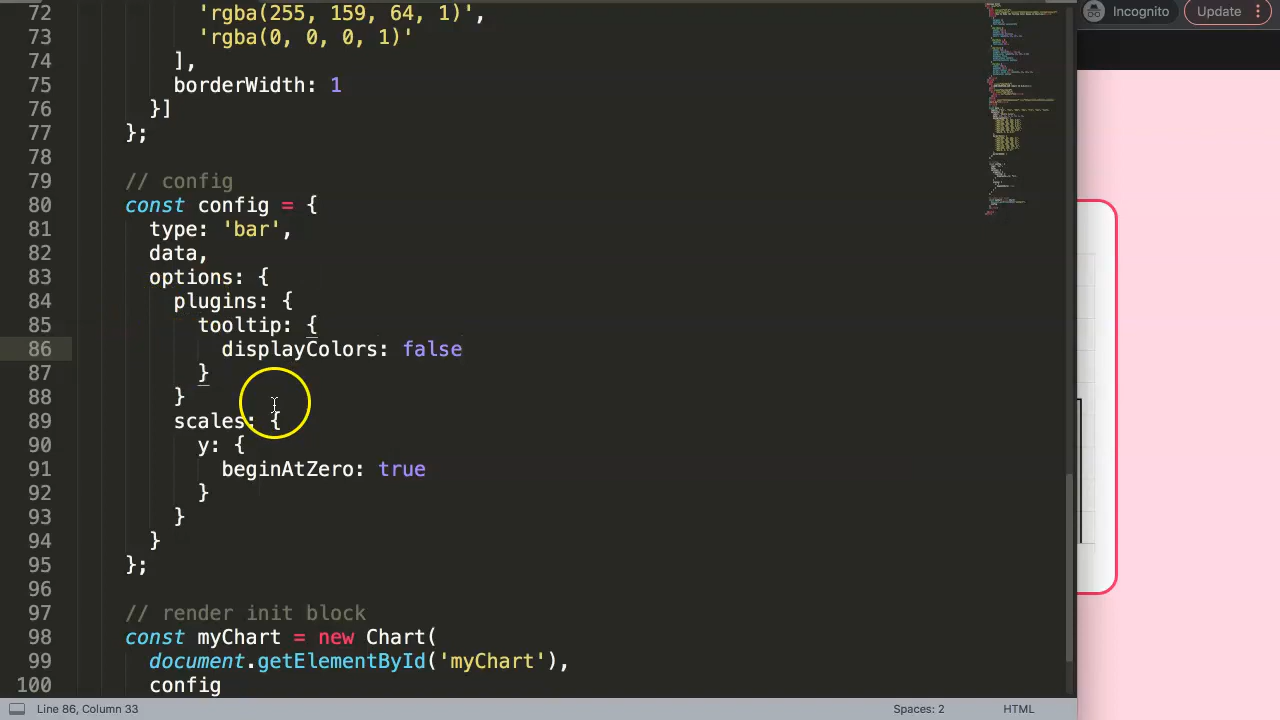 72 'rgba(255, 159, 64, 1)',
73 'rgba(0, 0, 0, 1)'
74 ],
75 borderWidth: 1
76 }]
77 };
78
79 // config
80 const config = {
81 type: 'bar',
82 data,
83 options: {
84 plugins: {
85 tooltip: {
86 displayColors: false
87 }
88 }
89 scales: {
90 y: {
91 beginAtZero: true
92 }
93 }
94 }
95 };
96
97 // render init block
98 const myChart = new Chart(
99 document.getElementById('myChart'),
100 config
Line 86, Column 33
Spaces: 2
HTML
Incognito
Update